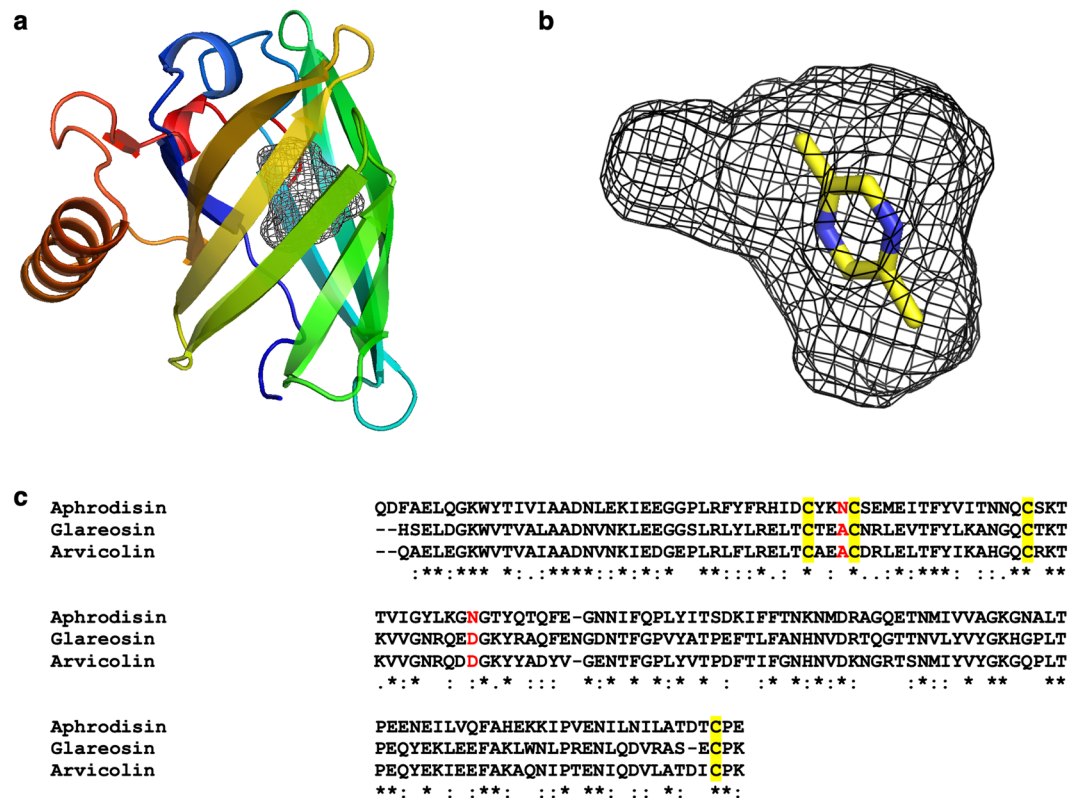 a
b
c
Aphrodisin QDFAELQGKWYTIVIAADNLEKIEEGGPLRFYFRHIDCYKNCSEMEITFYVITNNQCSKT
Glareosin --HSELDGKWVTVALAADNVNKIEEGGSLRLYLRELTCTEACNRLEVTFYLKANGQCTKT
Arvicolin --QAELEGKWVTVAIAADNVNKIEDGEPLRLFLRELTCAEACDRLELTFYIKAHGQCRKT
:**:*** *:..:****::***:* ** ::*:. * : *..:*:***: ::.** **
Aphrodisin TVIGYLKGNGTYQTQFE-GNNIFQPLYITSDKIFFTNKNMDRAGQETNMIVVAGKGNALT
Glareosin KVVGNRQEDGKYRAQFENGDNTFGPVYATPEFTLFANHNVDRTQGTTNVLYVYGKHGPLT
Arvicolin KVVGNRQDDGKYYADYV-GENTFGPLYVTPDFTIFGNHNVDKNGRTSNMIYVYGKGQPLT
.*:* : :*.* ::: *:* * *:* *.: :* *:*:*: :*:: * ** **
Aphrodisin PEENEILVQFAHEKKIPVENILNILATDTCPE
Glareosin PEQYEKLEEFAKLWNLPRENLQDVRAS-ECPK
Arvicolin PEQYEKIEEFAKAQNIPTENIQDVLATDICPK
**: * : :**: ::* **: :: *: **: